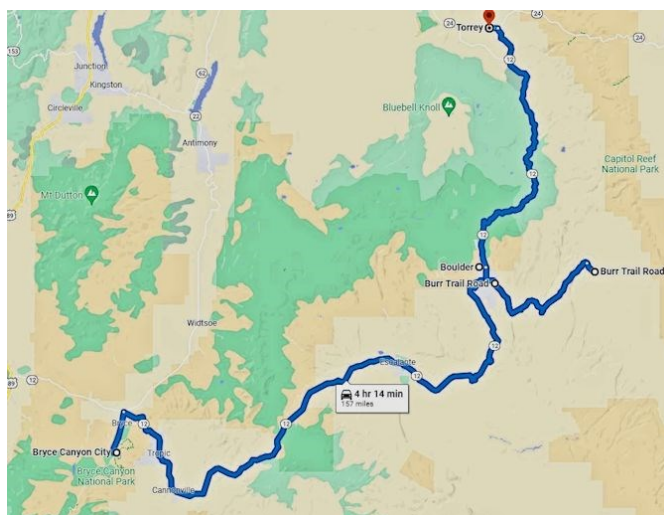 Torrey
24
24
12
153
Junction
Kingston
62
Circleville
22
Antimony
Bluebell Knoll
Capitol Reef
National Park
12
Mt Dutton
89
12
Boulder
Burr Trail Road
Burr Trail Road
Widtsoe
12
Escalante
12
89
12
4 hr 14 min
157 miles
12
Bryce
12
Bryce Canyon City
Tropic
Bryce Canyon
National Park
Cannonville